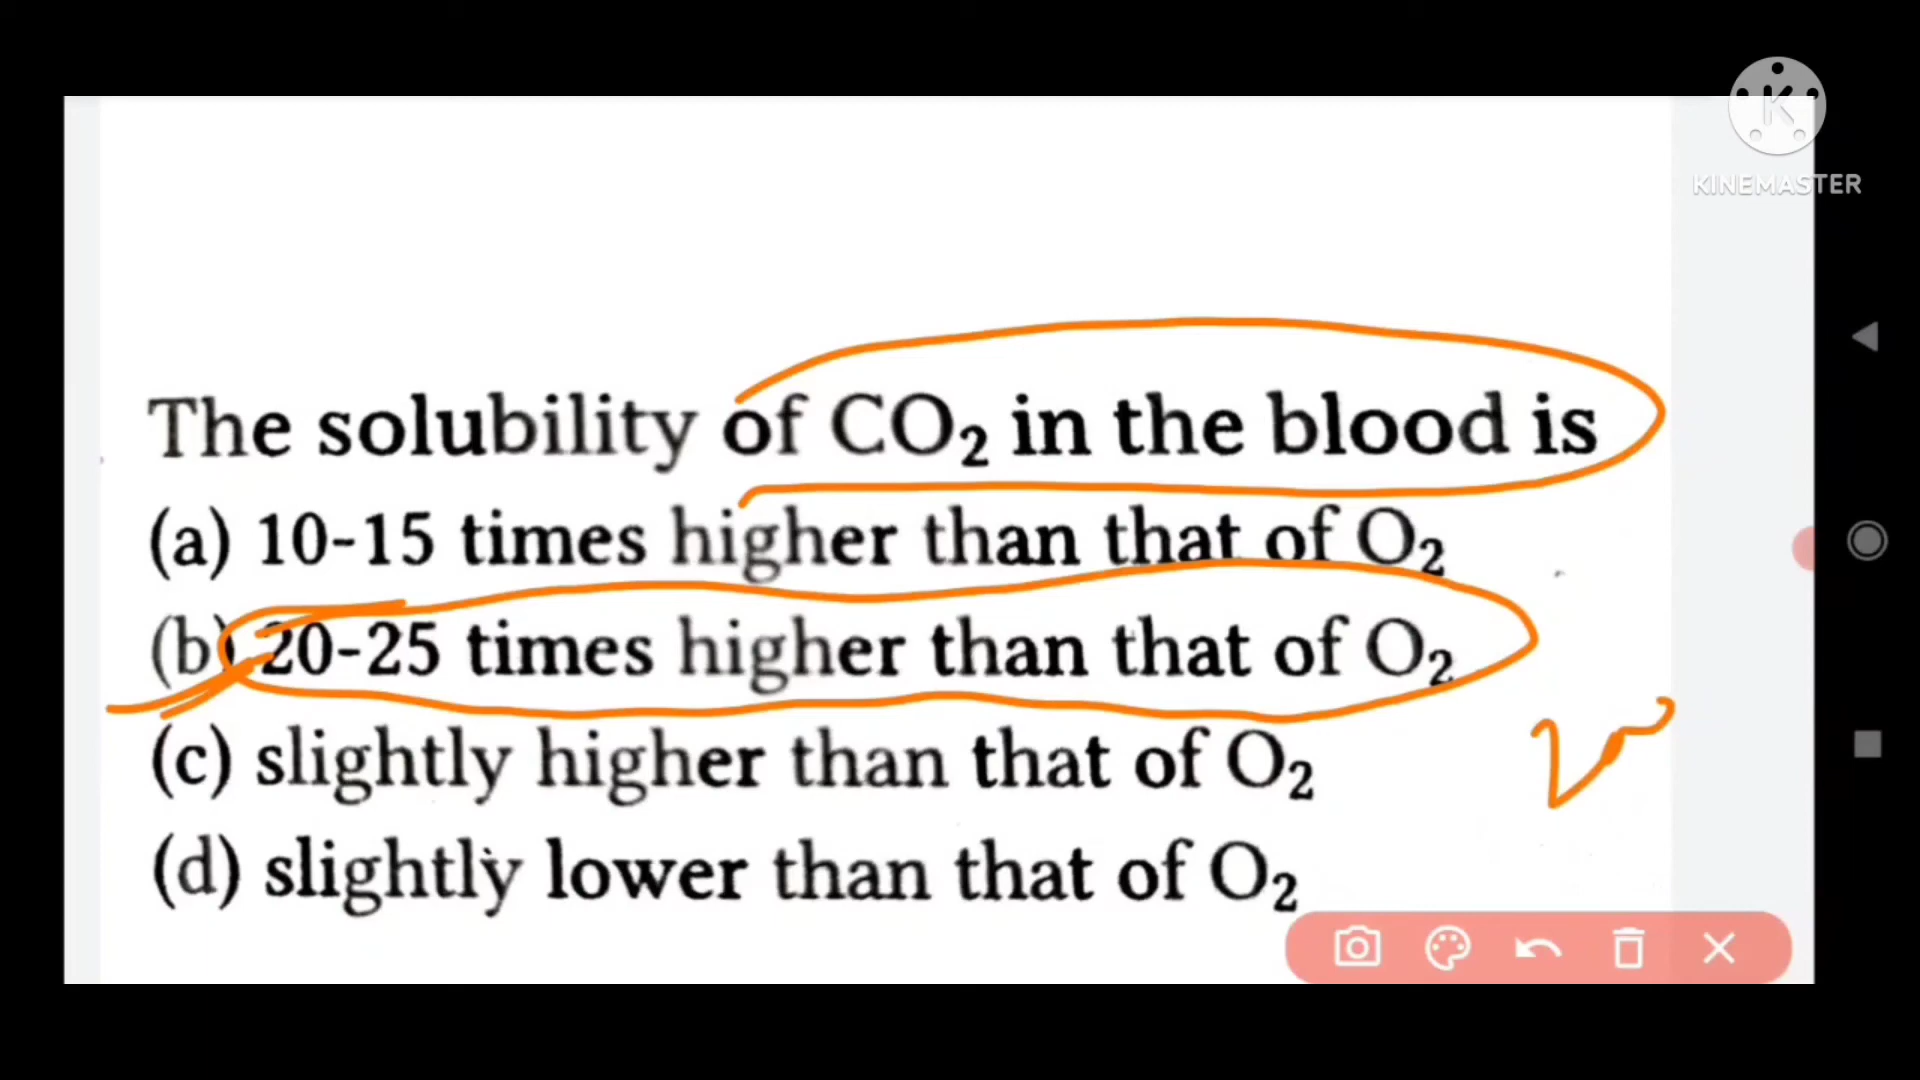 KINEMASTER
The solubility of CO₂ in the blood is
(a) 10-15 times higher than that of O₂
(b) 20-25 times higher than that of O₂
(c) slightly higher than that of O₂
(d) slightly lower than that of O₂